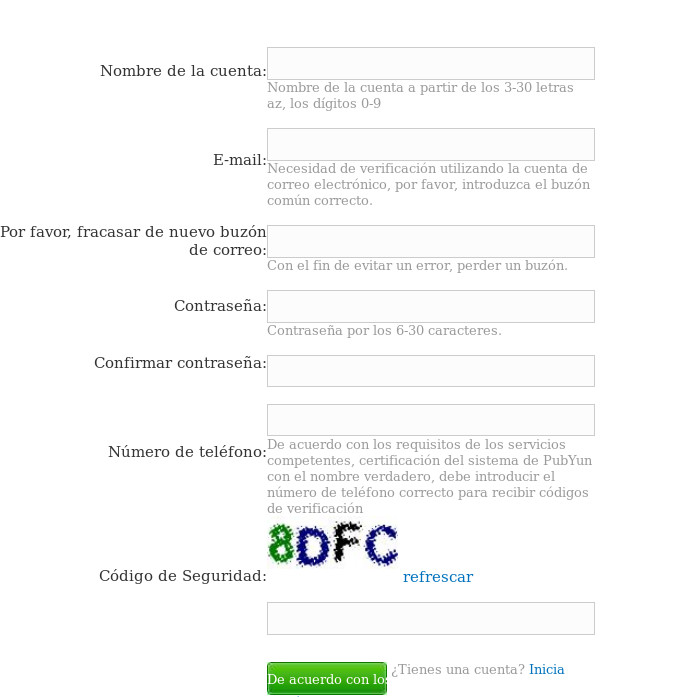 Nombre de la cuenta:
Nombre de la cuenta a partir de los 3-30 letras
az, los dígitos 0-9
E-mail:
Necesidad de verificación utilizando la cuenta de
correo electrónico, por favor, introduzca el buzón
común correcto.
Por favor, fracasar de nuevo buzón
de correo:
Con el fin de evitar un error, perder un buzón.
Contraseña:
Contraseña por los 6-30 caracteres.
Confirmar contraseña:
Número de teléfono:
De acuerdo con los requisitos de los servicios
competentes, certificación del sistema de PubYun
con el nombre verdadero, debe introducir el
número de teléfono correcto para recibir códigos
de verificación
8DFC
Código de Seguridad:
refrescar
De acuerdo con lo
¿Tienes una cuenta? Inicia